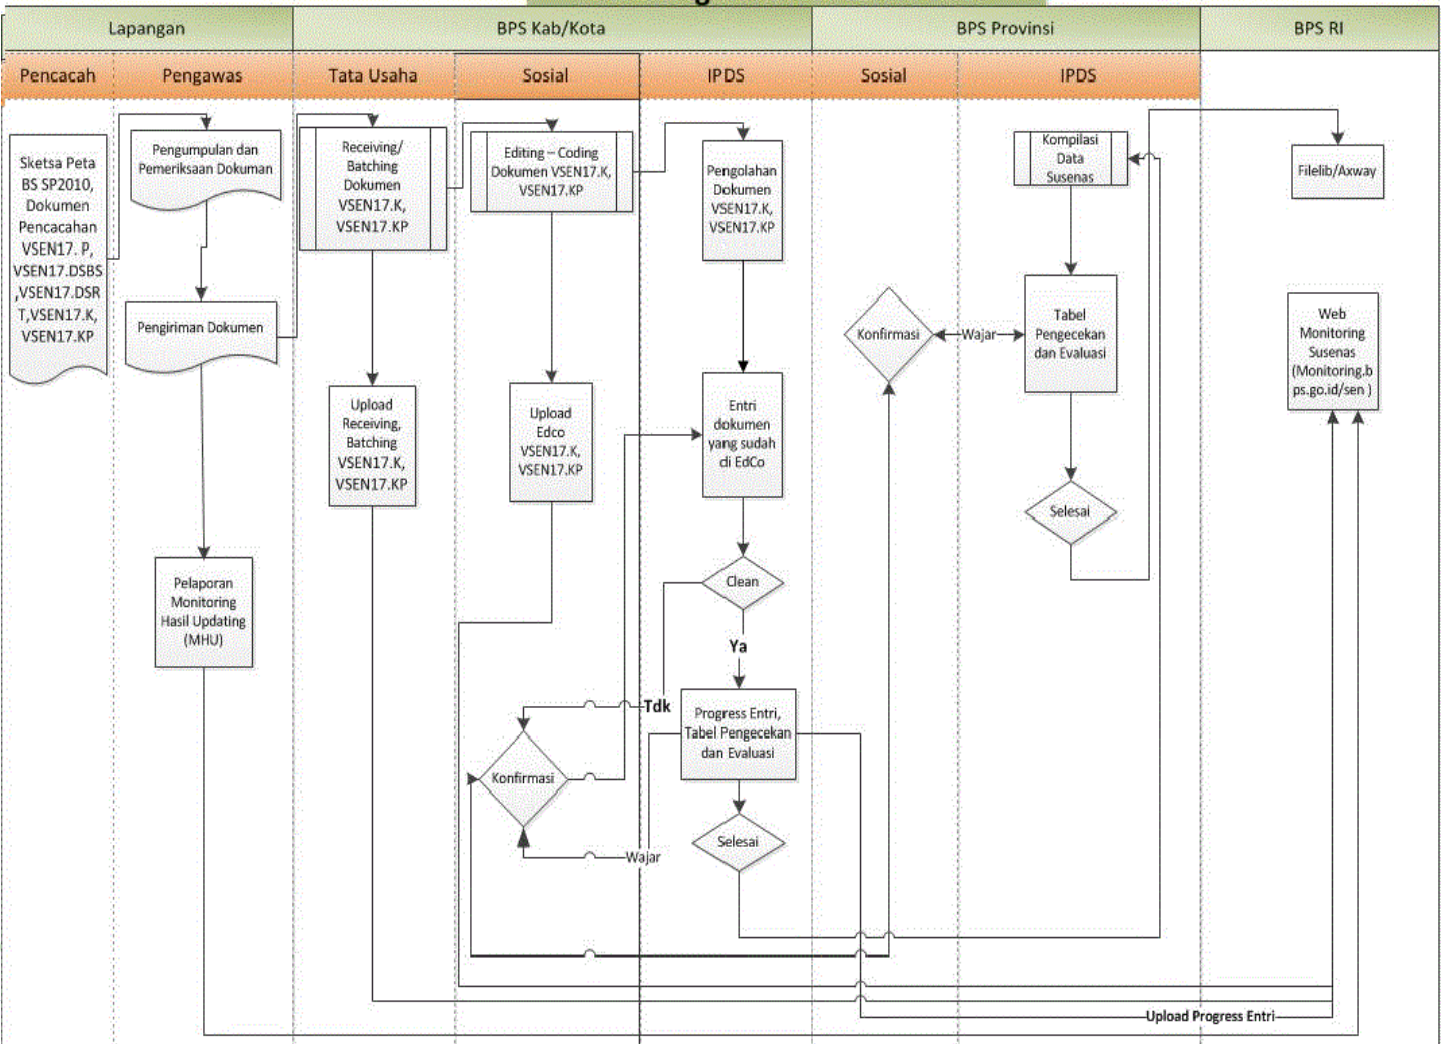 Lapangan
BPS Kab/Kota
BPS Provinsi
BPS RI
Pencacah
Pengawas
Tata Usaha
Sosial
IPDS
Sosial
IPDS
Sketsa Peta
BS SP2010,
Dokumen
Pencacahan
VSEN17. P,
VSEN17.DSBS
,VSEN17.DSR
T,VSEN17.K,
VSEN17.KP
Pengumpulan dan
Pemeriksaan Dokuman
Pengiriman Dokumen
Pelaporan
Monitoring
Hasil Updating
(MHU)
Receiving/
Batching
Dokumen
VSEN17.K,
VSEN17.KP
Upload
Receiving,
Batching
VSEN17.K,
VSEN17.KP
Editing – Coding
Dokumen VSEN17.K,
VSEN17.KP
Upload
Edco
VSEN17.K,
VSEN17.KP
Konfirmasi
Pengolahan
Dokumen
VSEN17.K,
VSEN17.KP
Entri
dokumen
yang sudah
di EdCo
Clean
Ya
Tdk
Progress Entri,
Tabel Pengecekan
dan Evaluasi
Wajar
Selesai
Konfirmasi
Wajar
Kompilasi
Data
Susenas
Tabel
Pengecekan
dan Evaluasi
Selesai
Filelib/Axway
Web
Monitoring
Susenas
(Monitoring.b
ps.go.id/sen )
Upload Progress Entri